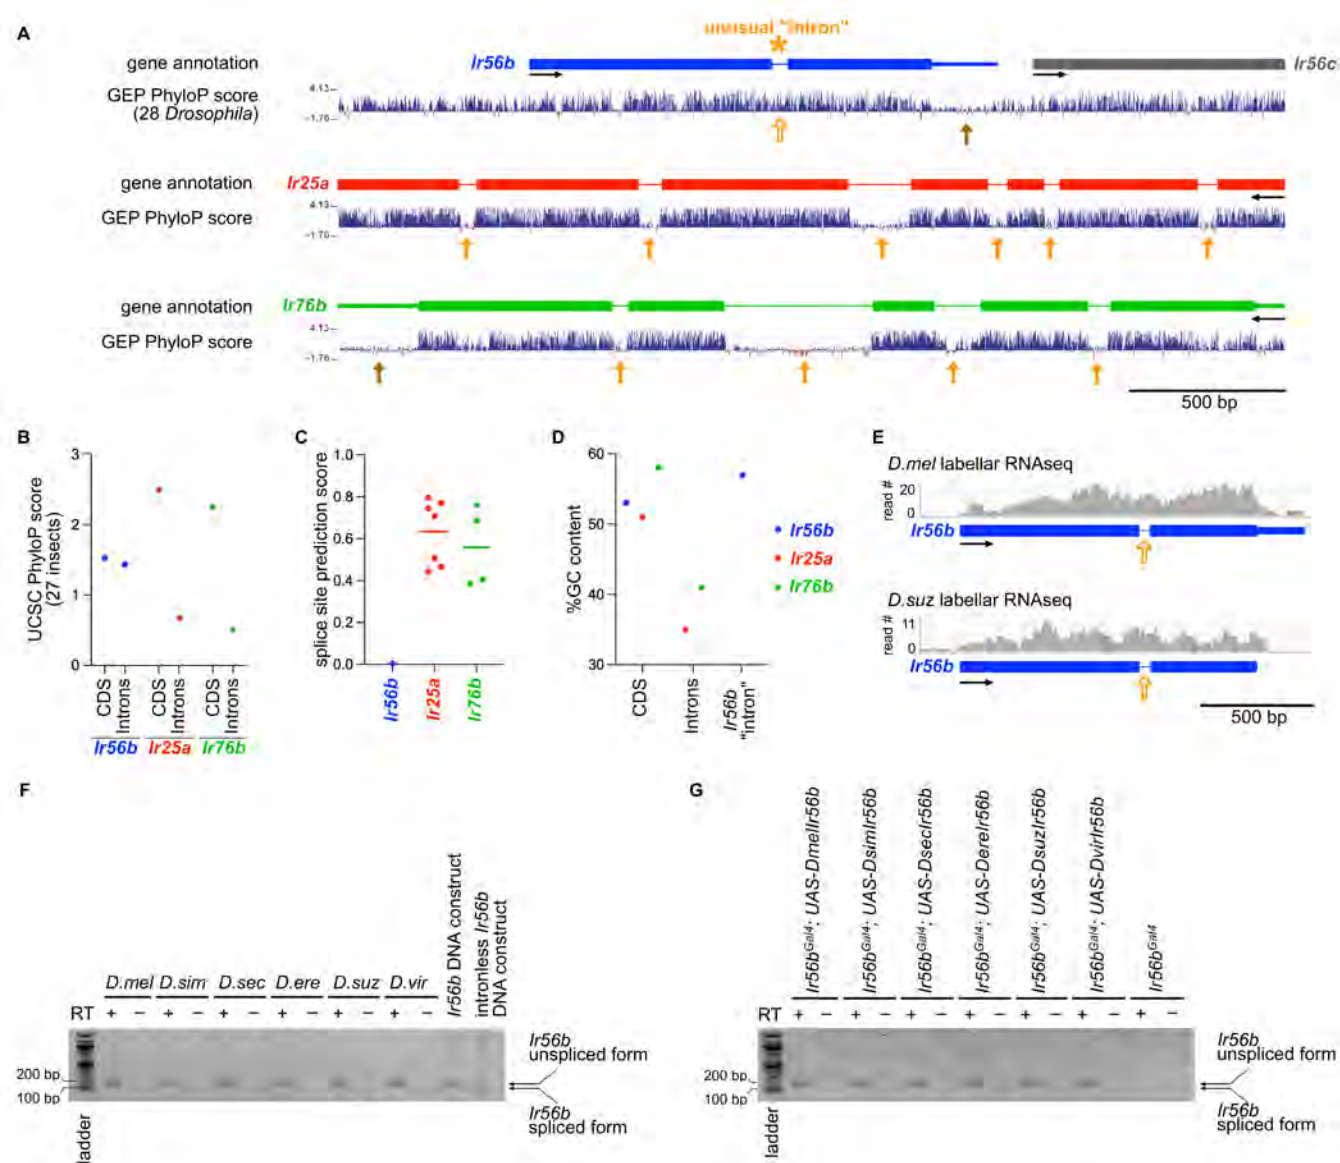 A
unusual "intron"
*
gene annotation Ir56b Ir56c
GEP PhyloP score
(28 Drosophila)
4.13
-1.76
gene annotation Ir25a
GEP PhyloP score
4.13
-1.76
gene annotation Ir76b
GEP PhyloP score
4.13
-1.76
500 bp
B
UCSC PhyloP score
(27 insects)
3
2
1
0
CDS
Introns
CDS
Introns
CDS
Introns
Ir56b Ir25a Ir76b
C
splice site prediction score
1.0
0.8
0.6
0.4
0.2
0.0
Ir56b
Ir25a
Ir76b
D
%GC content
60
50
40
30
CDS
Introns
Ir56b
"intron"
Ir56b
Ir25a
Ir76b
E
D.mel labellar RNAseq
read #
20
0
Ir56b
D.suz labellar RNAseq
read #
11
0
Ir56b
500 bp
F
D.mel D.sim D.sec D.ere D.suz D.vir
Ir56b DNA construct
intronless Ir56b
DNA construct
RT + − + − + − + − + − + −
200 bp
100 bp
ladder
Ir56b
unspliced form
Ir56b
spliced form
G
Ir56bGal4; UAS-DmelIr56b
Ir56bGal4; UAS-DsimIr56b
Ir56bGal4; UAS-DsecIr56b
Ir56bGal4; UAS-DereIr56b
Ir56bGal4; UAS-DsuzIr56b
Ir56bGal4; UAS-DvirIr56b
Ir56bGal4
RT + − + − + − + − + − + − + −
200 bp
100 bp
ladder
Ir56b
unspliced form
Ir56b
spliced form